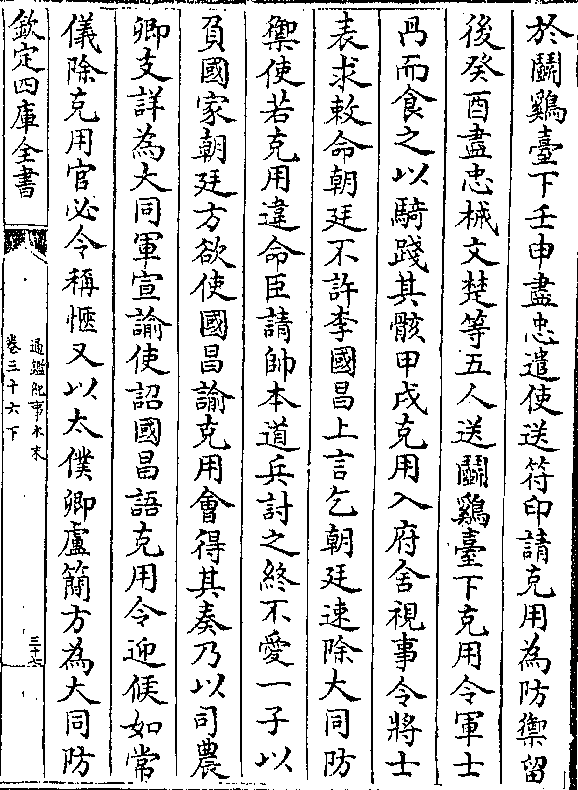 於鬭鷄臺下壬申盡忠遣使送符印請克用為防禦留
後癸酉盡忠械文楚等五人送鬭鷄臺下克用令軍士
冎而食之以騎踐其骸甲戌克用入府舍視事令將士
表求敕命朝廷不許李國昌上言乞朝廷速除大同防
禦使若克用違命臣請帥本道兵討之終不愛一子以
負國家朝廷方欲使國昌諭克用會得其奏乃以司農
卿支詳為大同軍宣諭使詔國昌語克用令迎候如常
儀除克用官必令稱愜又以太僕卿盧簡方為大同防
欽定四庫全書
通鑑紀事本末
卷三十六下
三十六